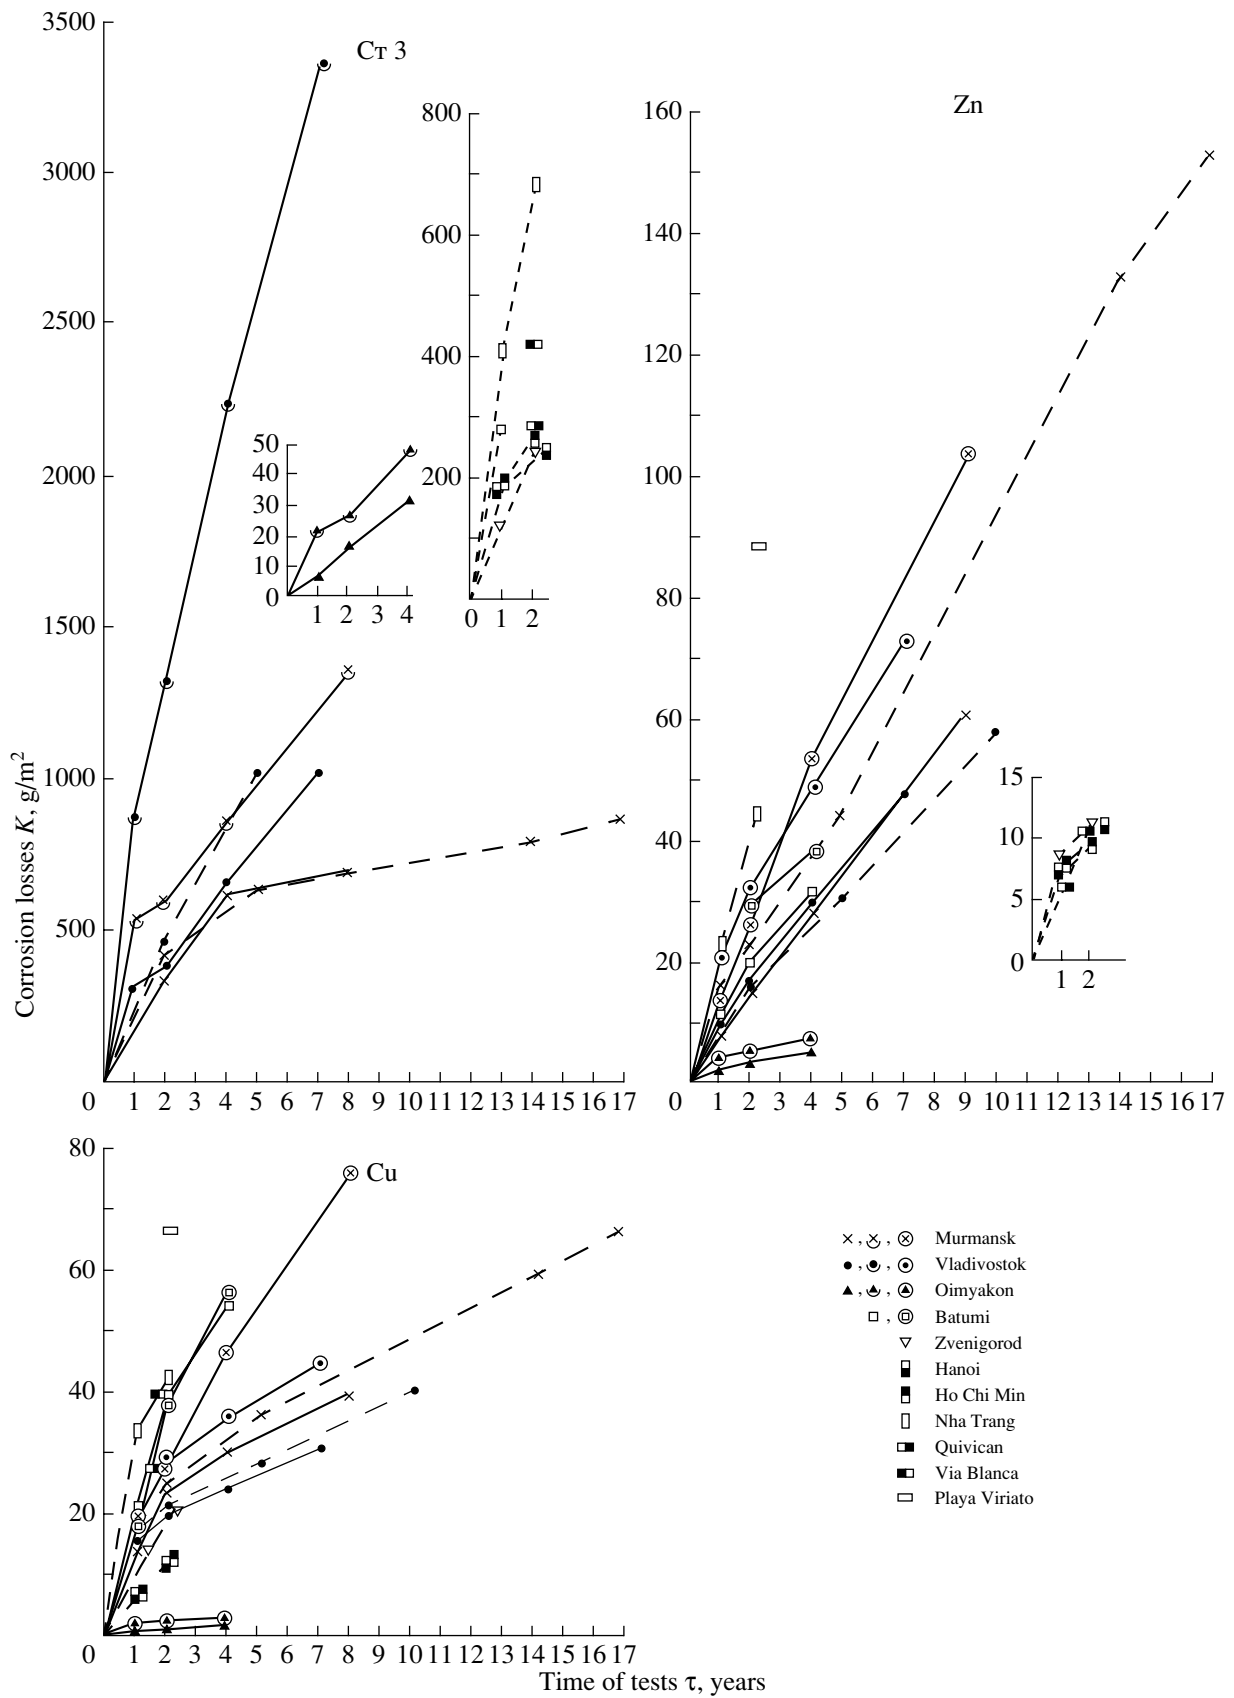 Ст 3
3500
3000
2500
2000
1500
1000
500
0 1 2 3 4 5 6 7 8 9 10 11 12 13 14 15 16 17
50
40
30
20
10
0
1 2 3 4
800
600
400
200
0 1 2
Corrosion losses K, g/m²
Zn
160
140
120
100
80
60
40
20
0 1 2 3 4 5 6 7 8 9 10 11 12 13 14 15 16 17
15
10
5
0
1 2
Cu
80
60
40
20
0 1 2 3 4 5 6 7 8 9 10 11 12 13 14 15 16 17
Time of tests τ, years
Murmansk
Vladivostok
Oimyakon
Batumi
Zvenigorod
Hanoi
Ho Chi Min
Nha Trang
Quivican
Via Blanca
Playa Viriato